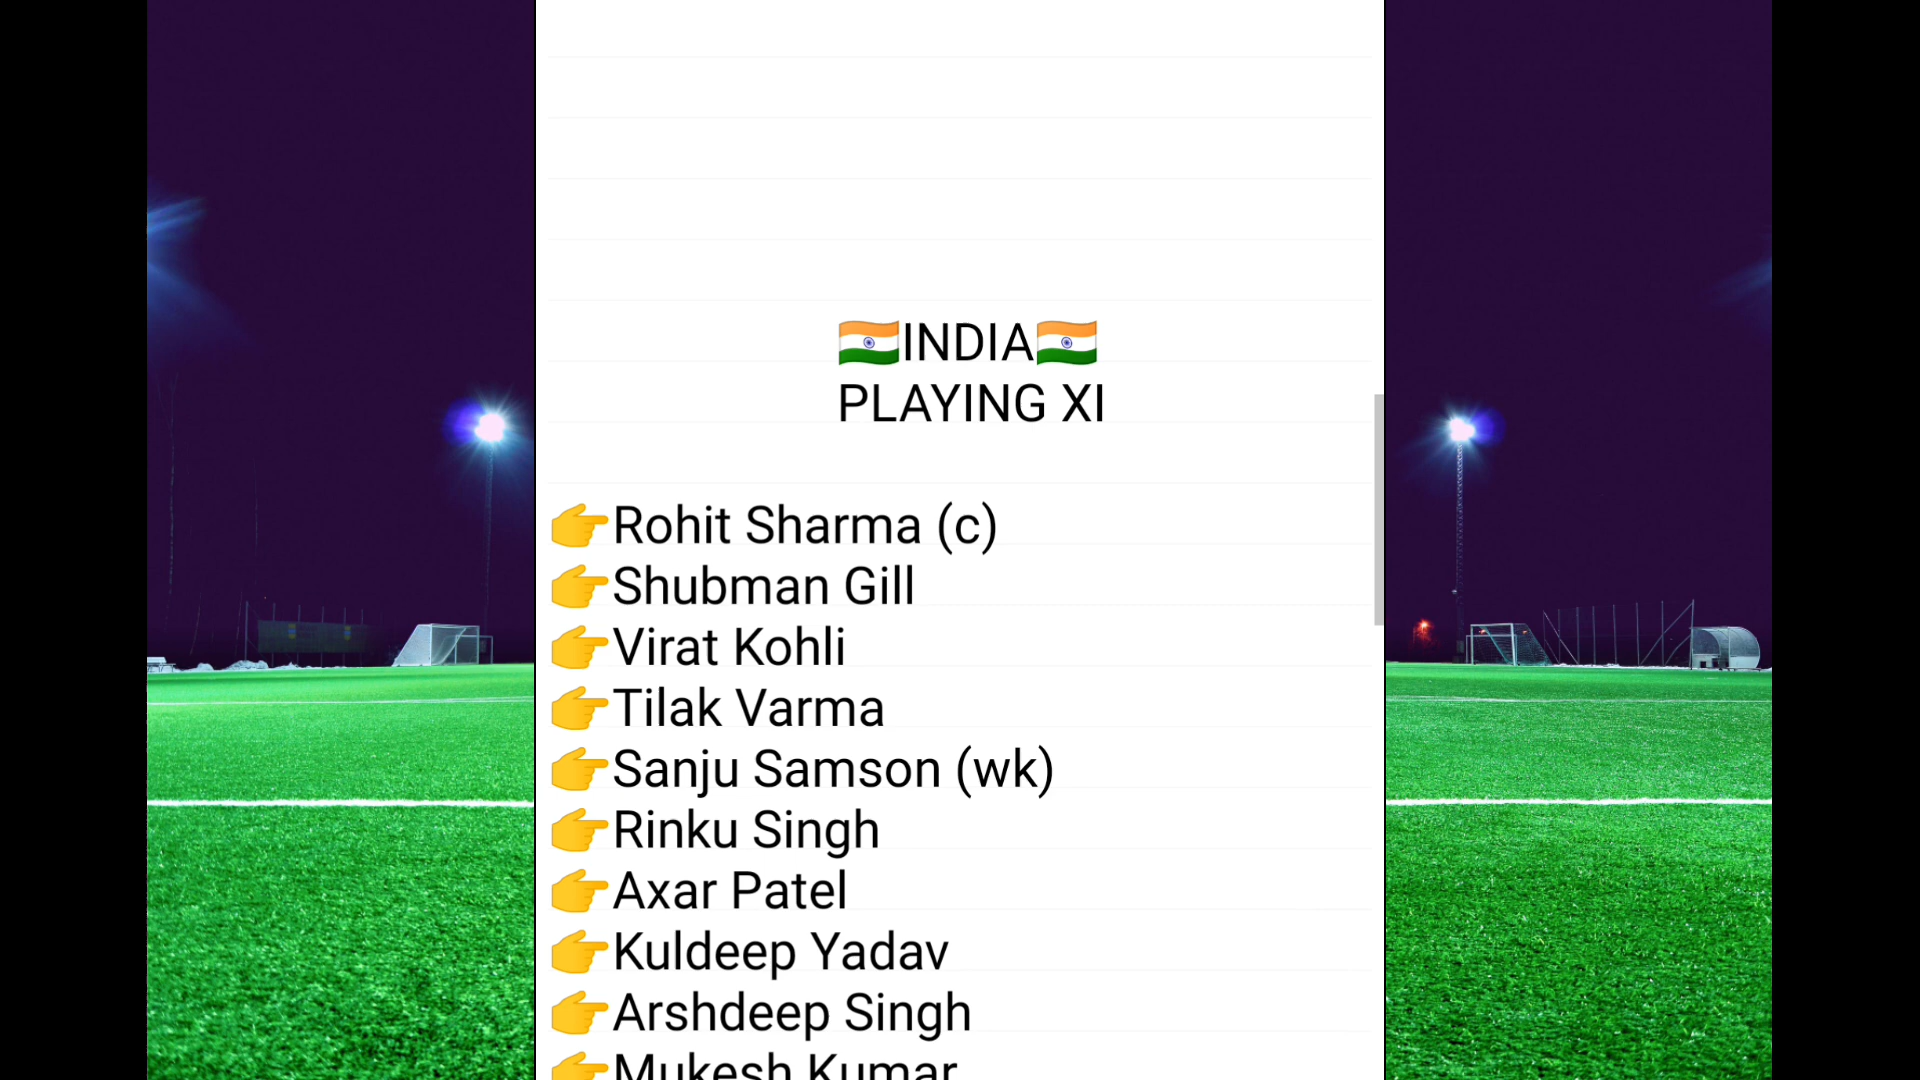 🇮🇳INDIA🇮🇳
PLAYING XI
👉Rohit Sharma (c)
👉Shubman Gill
👉Virat Kohli
👉Tilak Varma
👉Sanju Samson (wk)
👉Rinku Singh
👉Axar Patel
👉Kuldeep Yadav
👉Arshdeep Singh
👉Mukesh Kumar